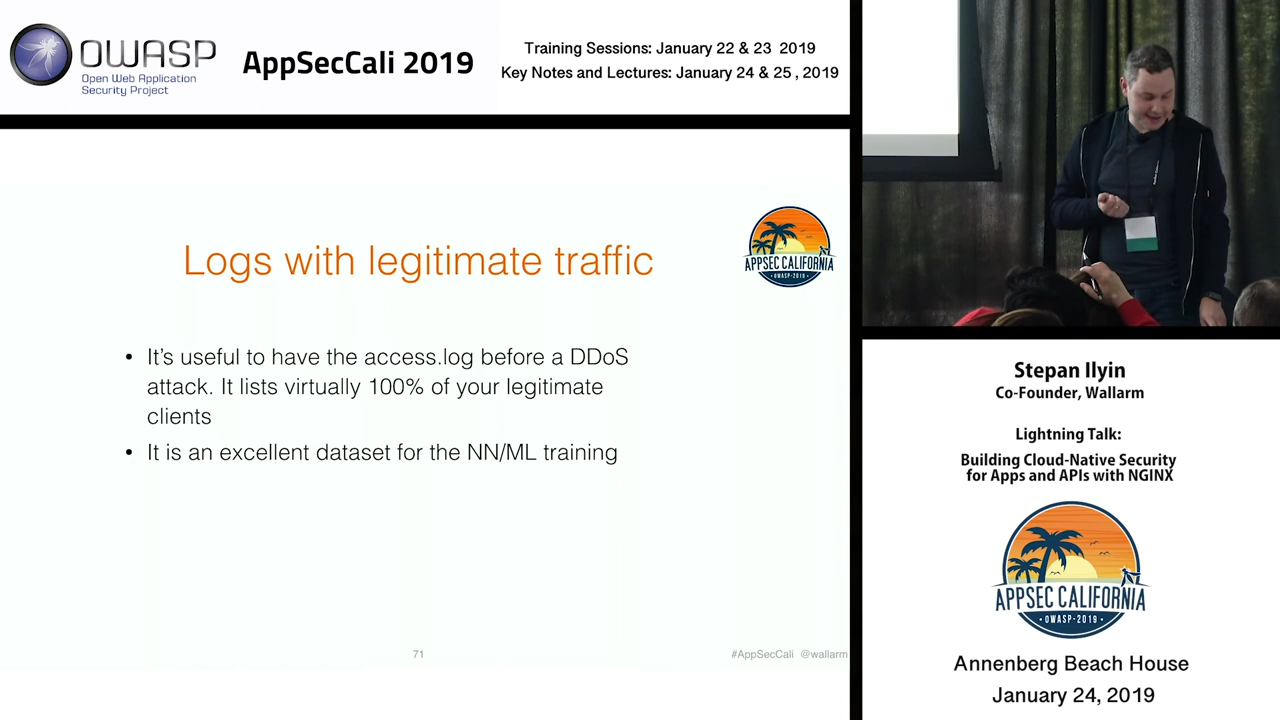 OWASP
Open Web Application
Security Project
AppSecCali 2019
Training Sessions: January 22 & 23 2019
Key Notes and Lectures: January 24 & 25 , 2019
Logs with legitimate traffic
APPSEC CALIFORNIA
OWASP-2019
• It’s useful to have the access.log before a DDoS
attack. It lists virtually 100% of your legitimate
clients
• It is an excellent dataset for the NN/ML training
71
#AppSecCali @wallarm
Stepan Ilyin
Co-Founder, Wallarm
Lightning Talk:
Building Cloud-Native Security
for Apps and APIs with NGINX
APPSEC CALIFORNIA
• OWASP-2019 •
Annenberg Beach House
January 24, 2019